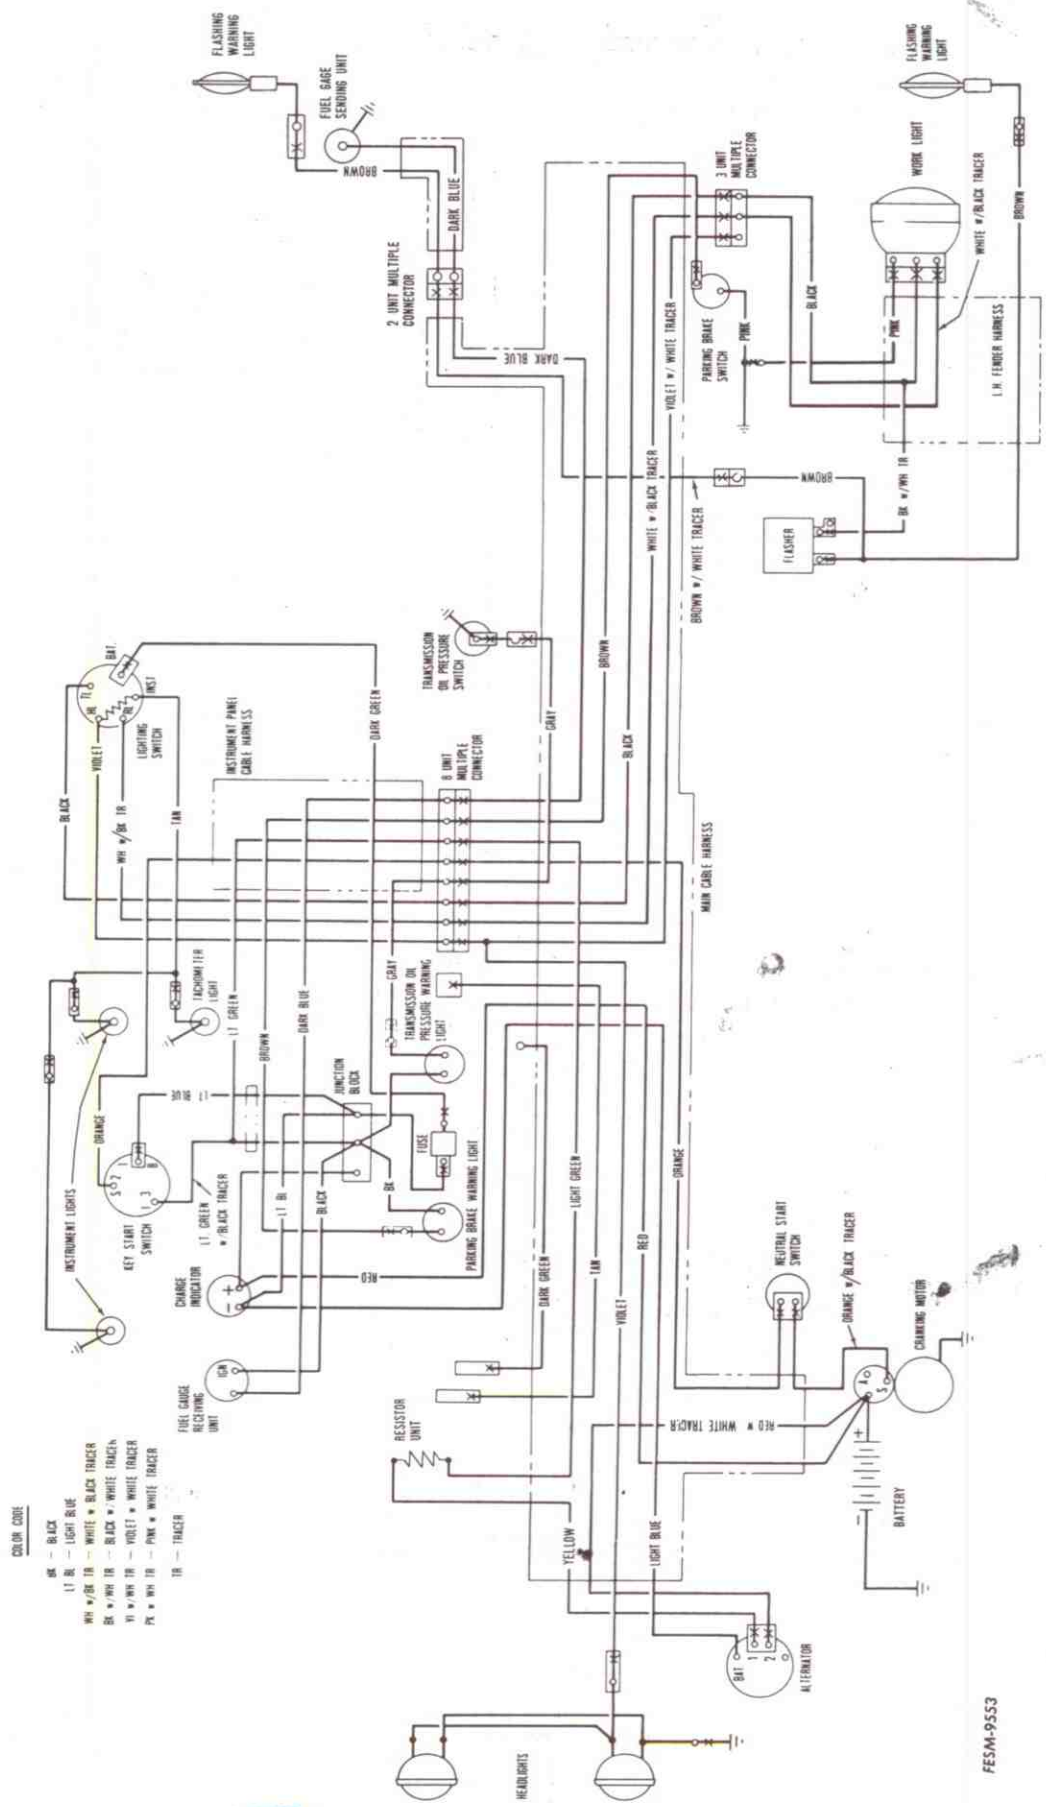 COLOR CODE
BK — BLACK
LT BL — LIGHT BLUE
WH w/BK TR — WHITE w BLACK TRACER
BK w/WH TR — BLACK w/WHITE TRACER
VI w/WH TR — VIOLET w WHITE TRACER
PK w WH TR — PINK w WHITE TRACER
TR — TRACER
HEADLIGHTS
ALTERNATOR
BAT
1
2
BATTERY
+
−
CRANKING MOTOR
A
S
ORANGE w/BLACK TRACER
NEUTRAL START
SWITCH
RED w WHITE TRACER
RESISTOR
UNIT
YELLOW
LIGHT BLUE
VIOLET
TAN
DARK GREEN
LIGHT GREEN
RED
ORANGE
FUEL GAUGE
RECEIVING
UNIT
IGN
CHARGE
INDICATOR
+
−
RED
LT BL
BLACK
BK
KEY START
SWITCH
S
2
1
3
I
LT. GREEN
w/BLACK TRACER
INSTRUMENT LIGHTS
ORANGE
LT BLUE
BROWN
LT GREEN
DARK BLUE
JUNCTION
BLOCK
FUSE
PARKING BRAKE WARNING LIGHT
TRANSMISSION OIL
PRESSURE WARNING
LIGHT
GRAY
TACHOMETER
LIGHT
BLACK
VIOLET
WH w/BK TR
TAN
LIGHTING
SWITCH
TL
HL
RL
BAT.
INST
INSTRUMENT PANEL
CABLE HARNESS
DARK GREEN
8 UNIT
MULTIPLE
CONNECTOR
MAIN CABLE HARNESS
TRANSMISSION
OIL PRESSURE
SWITCH
GRAY
BROWN
BLACK
WHITE w/BLACK TRACER
VIOLET w/ WHITE TRACER
BROWN w/ WHITE TRACER
FLASHER
BROWN
BK w/WH TR
L.H. FENDER HARNESS
PARKING BRAKE
SWITCH
PINK
BLACK
PINK
WHITE w/BLACK TRACER
BROWN
3 UNIT
MULTIPLE
CONNECTOR
WORK LIGHT
2 UNIT MULTIPLE
CONNECTOR
DARK BLUE
DARK BLUE
BROWN
FUEL GAGE
SENDING UNIT
FLASHING
WARNING
LIGHT
FLASHING
WARNING
LIGHT
FESM-9553